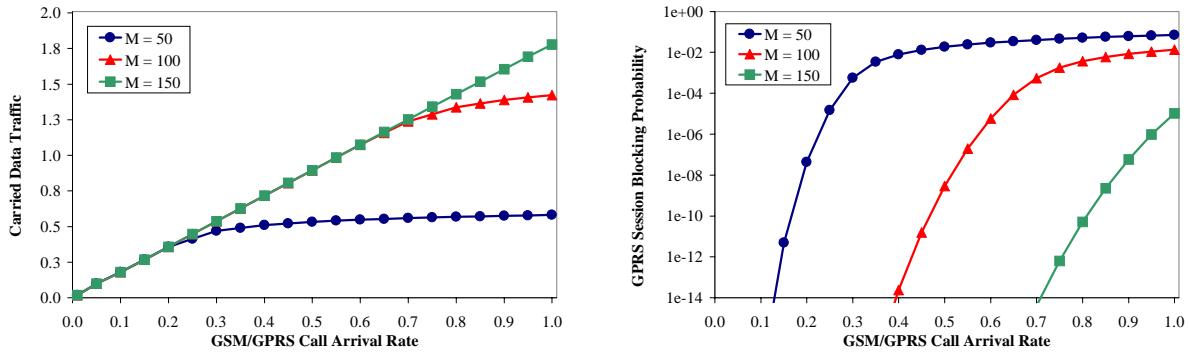 2.0
1.8
1.5
1.3
1.0
0.8
0.5
0.3
0.0
Carried Data Traffic
M = 50
M = 100
M = 150
0.0 0.1 0.2 0.3 0.4 0.5 0.6 0.7 0.8 0.9 1.0
GSM/GPRS Call Arrival Rate
1e+00
1e-02
1e-04
1e-06
1e-08
1e-10
1e-12
1e-14
GPRS Session Blocking Probability
M = 50
M = 100
M = 150
0.0 0.1 0.2 0.3 0.4 0.5 0.6 0.7 0.8 0.9 1.0
GSM/GPRS Call Arrival Rate